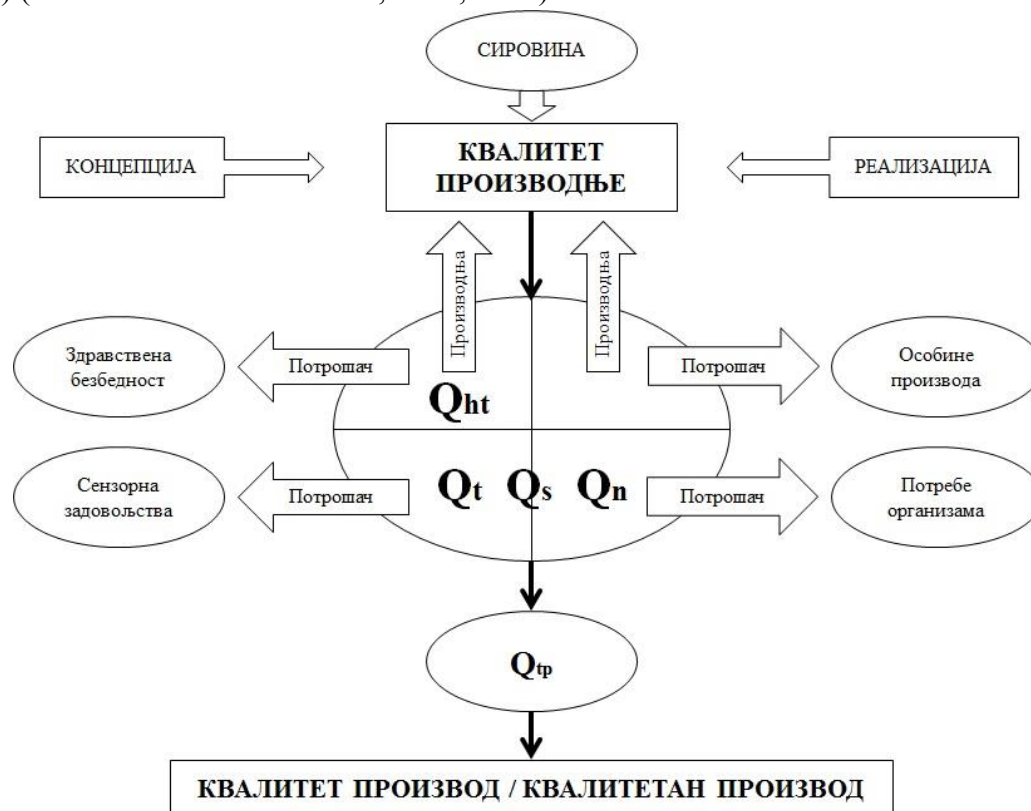 СИРОВИНА
КОНЦЕПЦИЈА
КВАЛИТЕТ
ПРОИЗВОДЊЕ
РЕАЛИЗАЦИЈА
Производња
Производња
Здравствена
безбедност
Потрошач
Потрошач
Особине
производа
Qht
Сензорна
задовољства
Потрошач
Qt Qs Qn
Потрошач
Потребе
организама
Qtp
КВАЛИТЕТ ПРОИЗВОД / КВАЛИТЕТАН ПРОИЗВОД